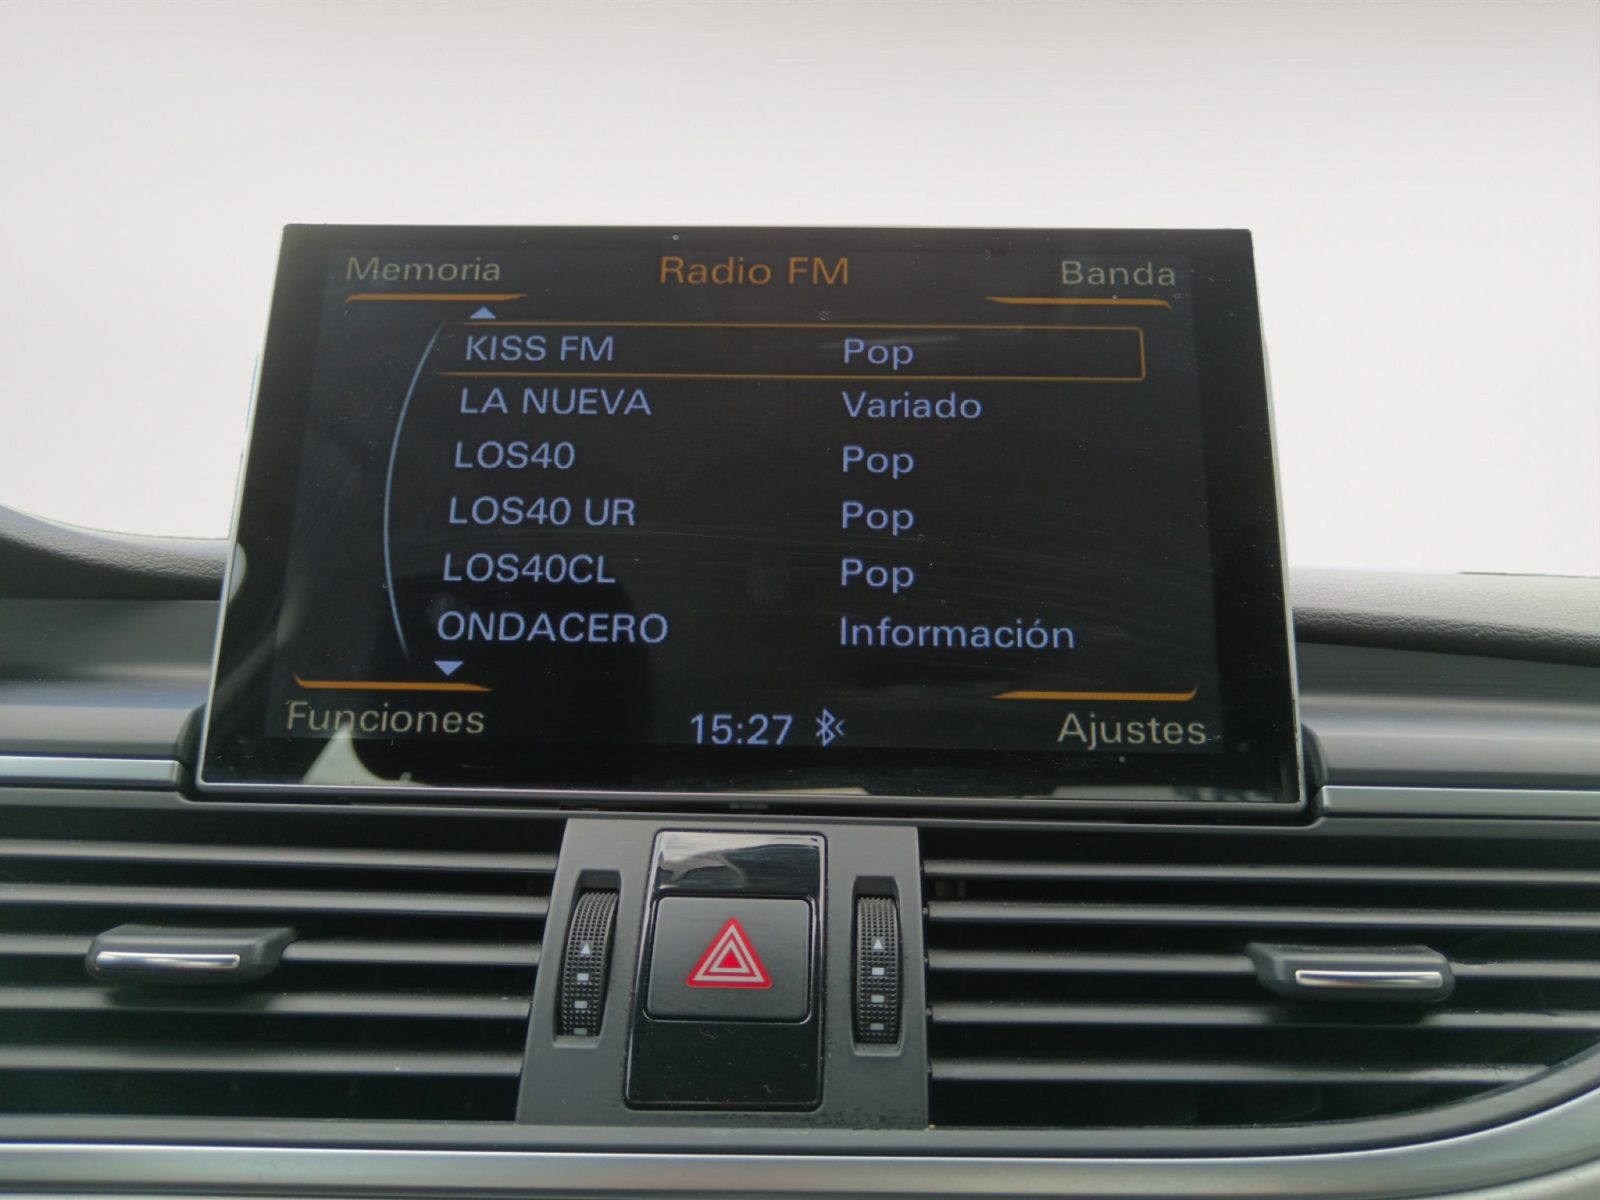 Memoria Radio FM Banda
KISS FM Pop
LA NUEVA Variado
LOS40 Pop
LOS40 UR Pop
LOS40CL Pop
ONDACERO Información
Funciones 15:27 Ajustes